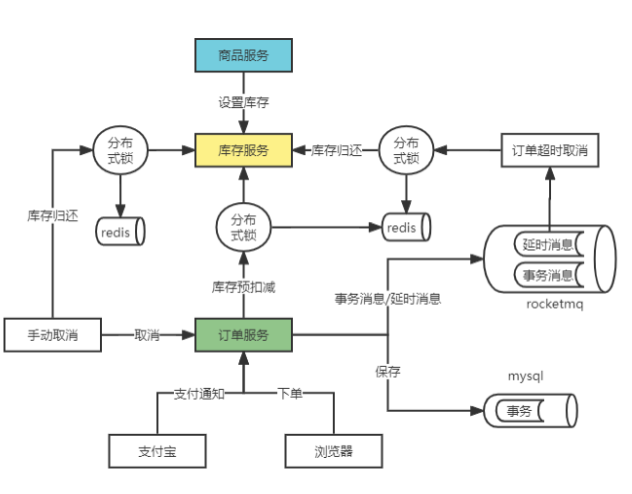 商品服务
设置库存
分布
式锁
库存服务
库存归还
分布
式锁
订单超时取消
库存归还
redis
分布
式锁
redis
延时消息
事务消息
rocketmq
库存预扣减
事务消息/延时消息
手动取消
取消
订单服务
保存
mysql
支付通知
下单
事务
支付宝
浏览器